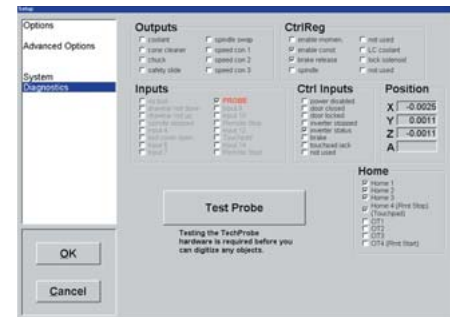 Setup
Options
Advanced Options
System
Diagnostics
OK
Cancel
Outputs
coolant
cone cleaner
chuck
safety slide
spindle swap
speed con 1
speed con 2
speed con 3
CtrlReg
enable momen.
enable const
brake release
spindle
not used
LC coolant
lock solenoid
not used
Inputs
PROBE
Ctrl Inputs
power disabled
door closed
door locked
inverter stopped
inverter status
brake
touchpad jack
not used
Position
X -0.0025
Y 0.0011
Z -0.0011
A
Test Probe
Testing the TechProbe
hardware is required before you
can digitize any objects.
Home
Home 1
Home 2
Home 3
Home 4 (Rmt Stop)
(Touchpad)
OT1
OT2
OT3
OT4 (Rmt Start)